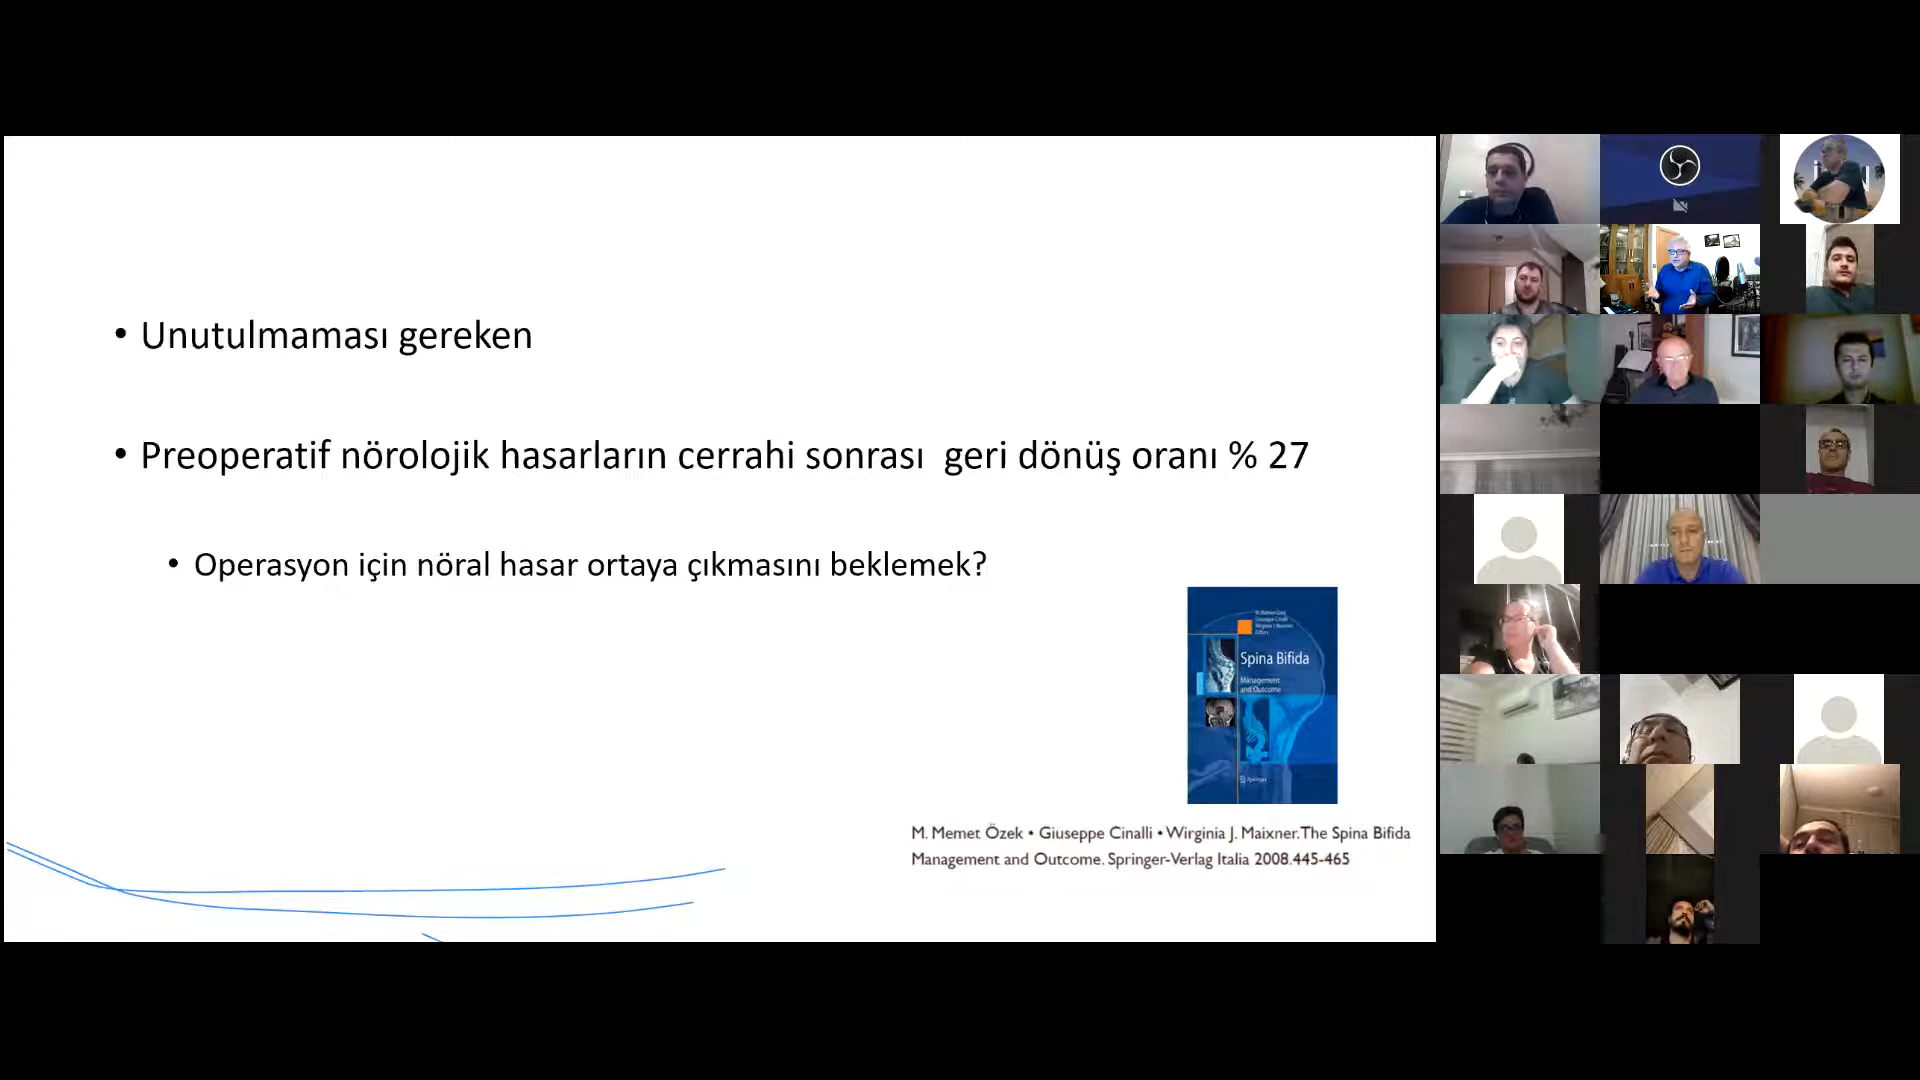 • Unutulmaması gereken
• Preoperatif nörolojik hasarların cerrahi sonrası geri dönüş oranı % 27
• Operasyon için nöral hasar ortaya çıkmasını beklemek?
Spina Bifida
Management
and Outcome
Springer
M. Memet Özek • Giuseppe Cinalli • Wirginia J. Maixner.The Spina Bifida
Management and Outcome. Springer-Verlag Italia 2008.445-465